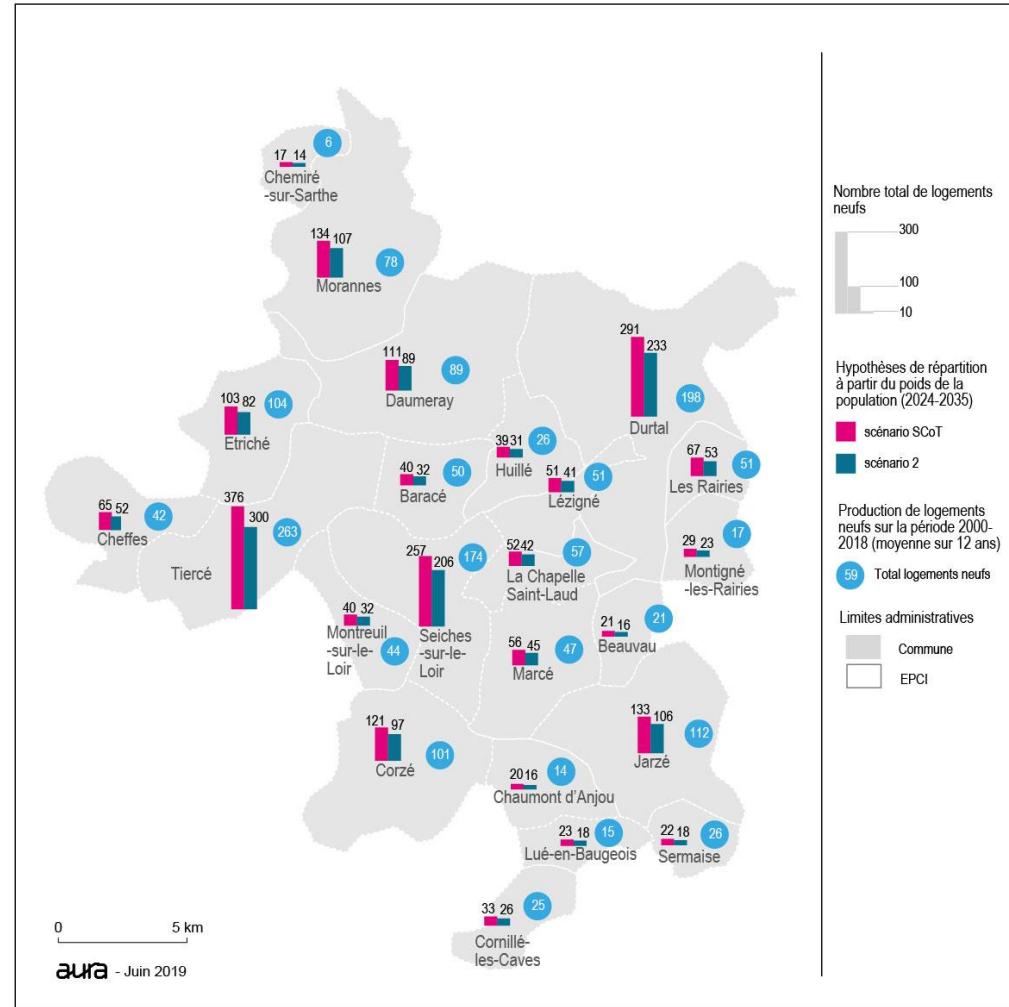 6
17 14
Chemiré
-sur-Sarthe
134 107
78
Morannes
111 89
89
Daumeray
291
233
198
Durtal
103 82
104
Etriché
39 31
26
Huillé
67 53
51
Les Rairies
40 32
50
Baracé
51 41
51
Lézigné
65 52
42
Cheffes
376
300
263
Tiercé
257
206
174
Seiches
-sur-le-
Loir
52 42
57
La Chapelle
Saint-Laud
29 23
17
Montigné
-les-Rairies
40 32
44
Montreuil
-sur-le-
Loir
56 45
47
Marcé
21 16
21
Beauvau
121 97
101
Corzé
133 106
112
Jarzé
20 16
14
Chaumont d'Anjou
23 18
15
Lué-en-Baugeois
22 18
26
Sermaise
33 26
25
Cornillé-
les-Caves
0 5 km
aura - Juin 2019
Nombre total de logements
neufs
300
100
10
Hypothèses de répartition
à partir du poids de la
population (2024-2035)
scénario SCoT
scénario 2
Production de logements
neufs sur la période 2000-
2018 (moyenne sur 12 ans)
59 Total logements neufs
Limites administratives
Commune
EPCI